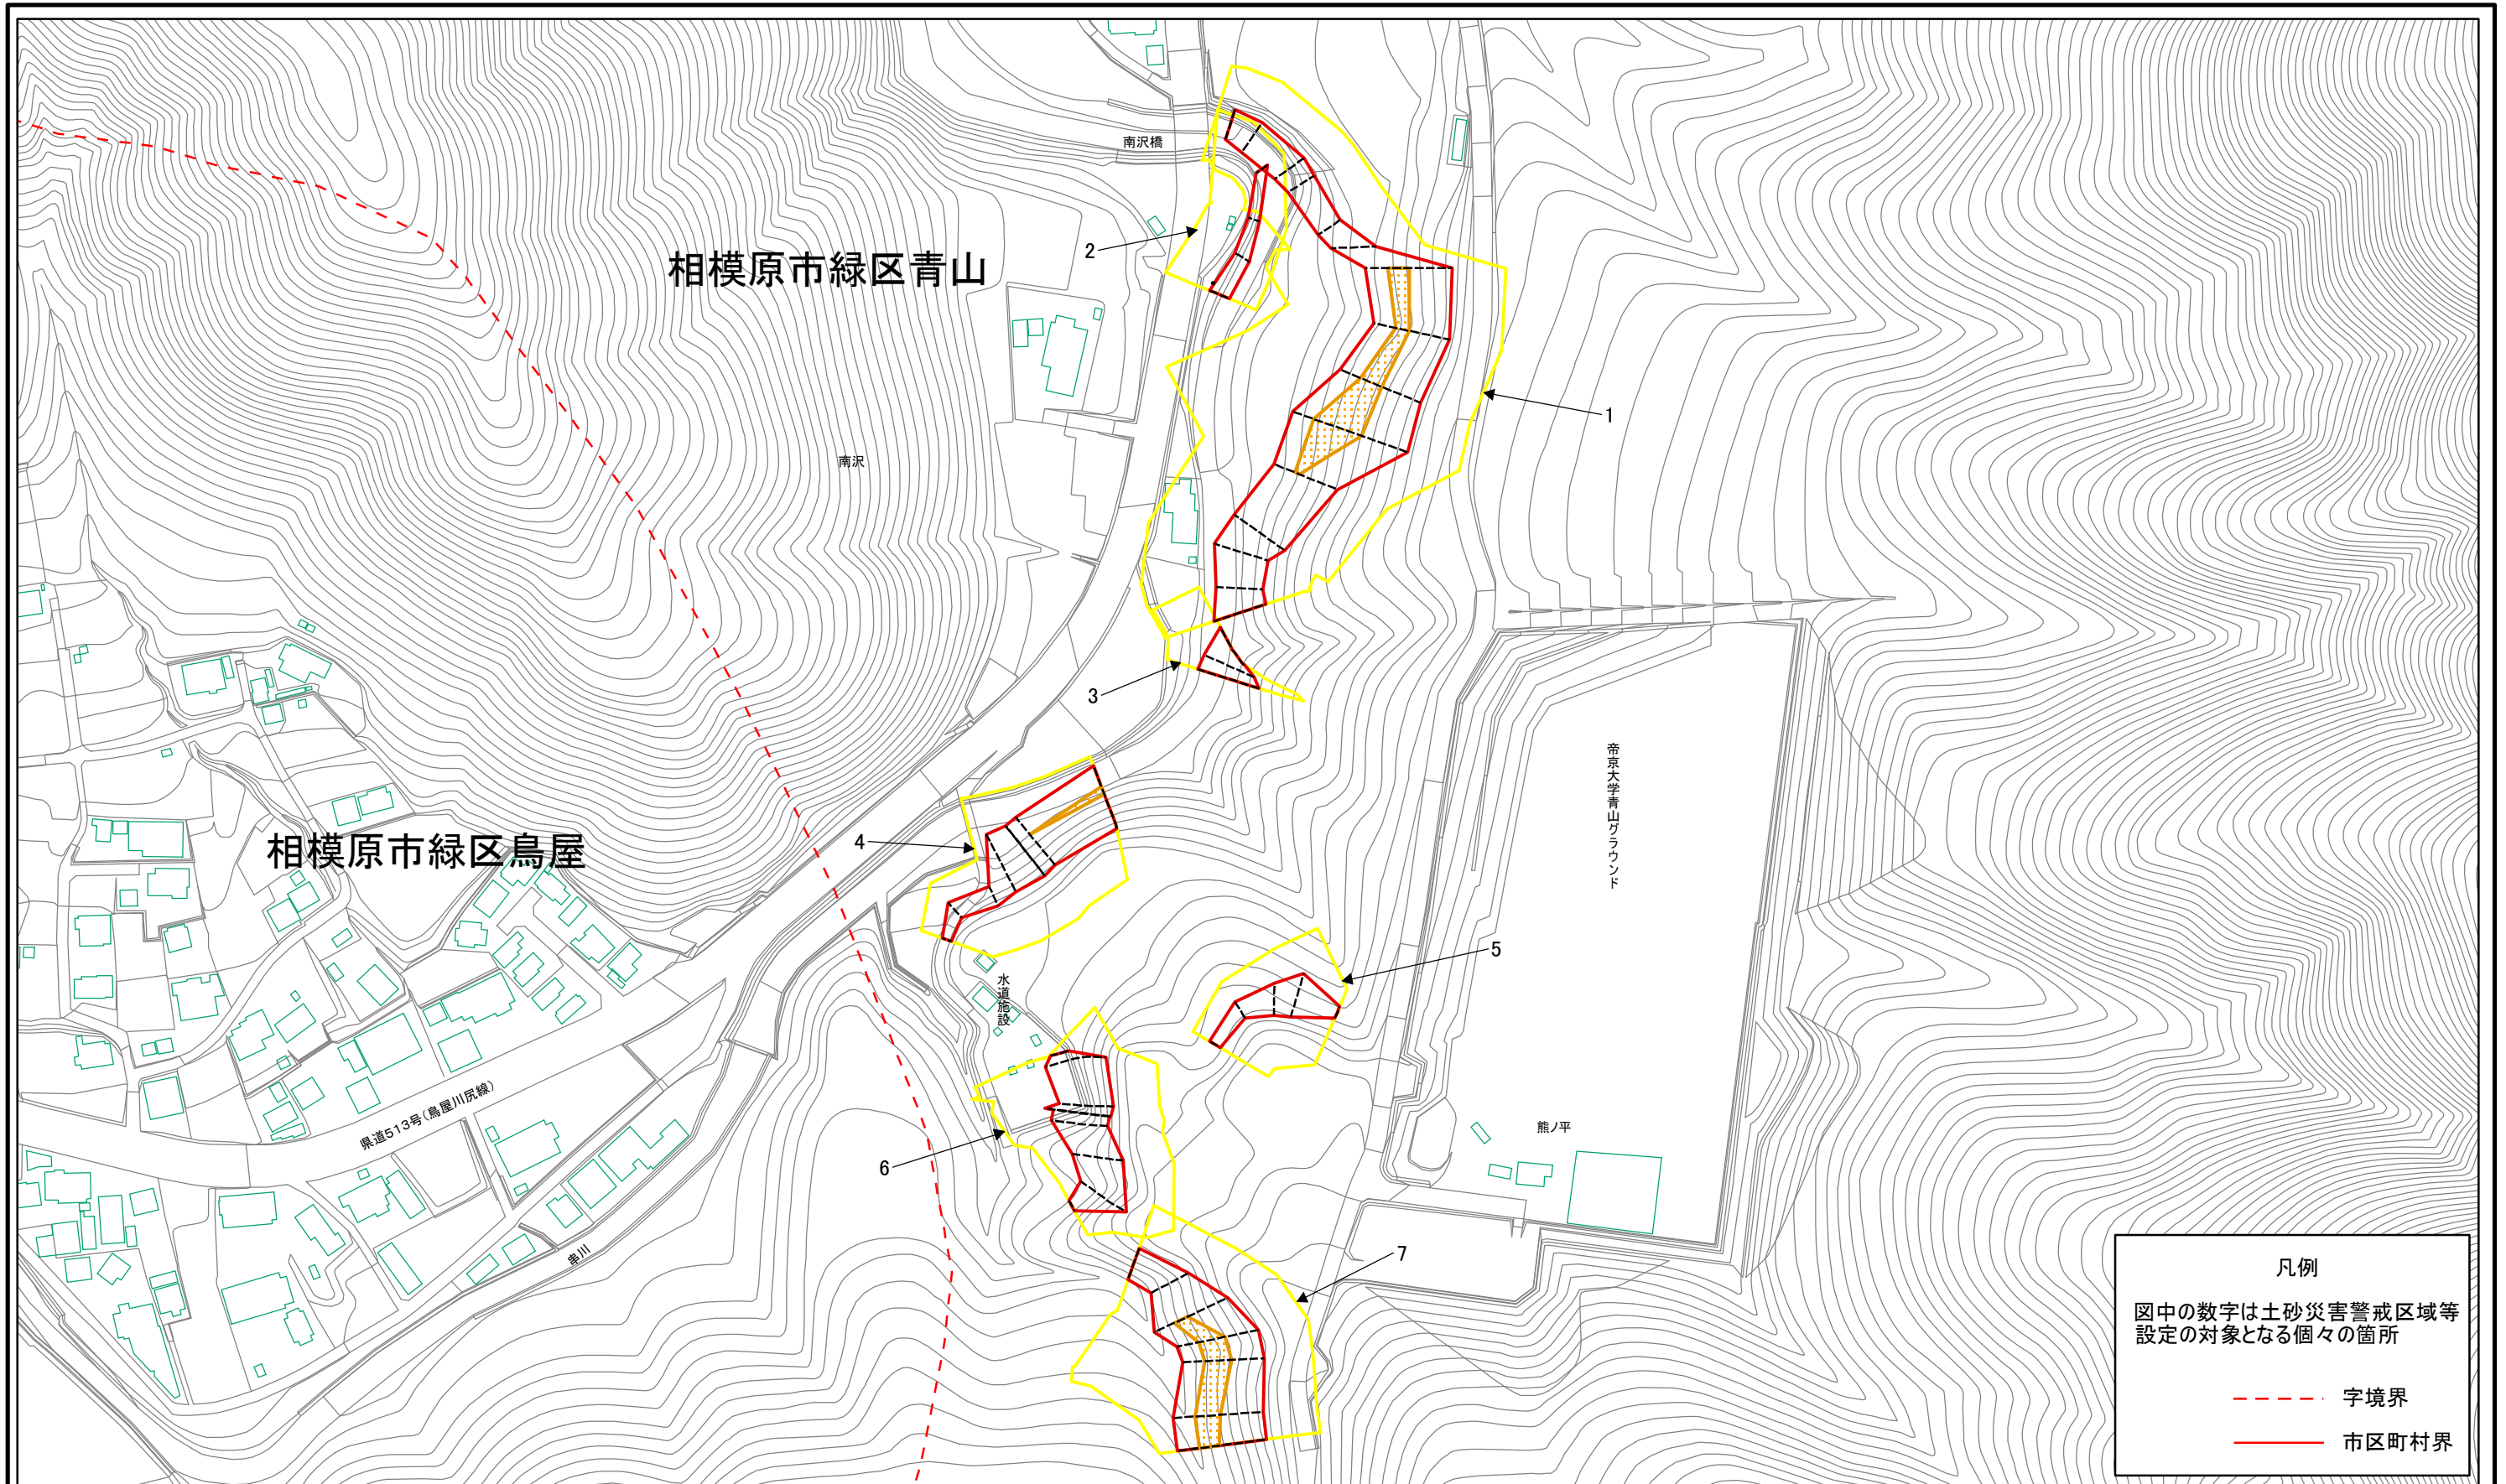 南沢橋
2
相模原市緑区青山
1
南沢
3
帝京大学青山グラウンド
相模原市緑区鳥屋
4
5
水道施設
県道513号(鳥屋川尻線)
熊ノ平
6
串川
7
凡例
図中の数字は土砂災害警戒区域等
設定の対象となる個々の箇所
字境界
市区町村界